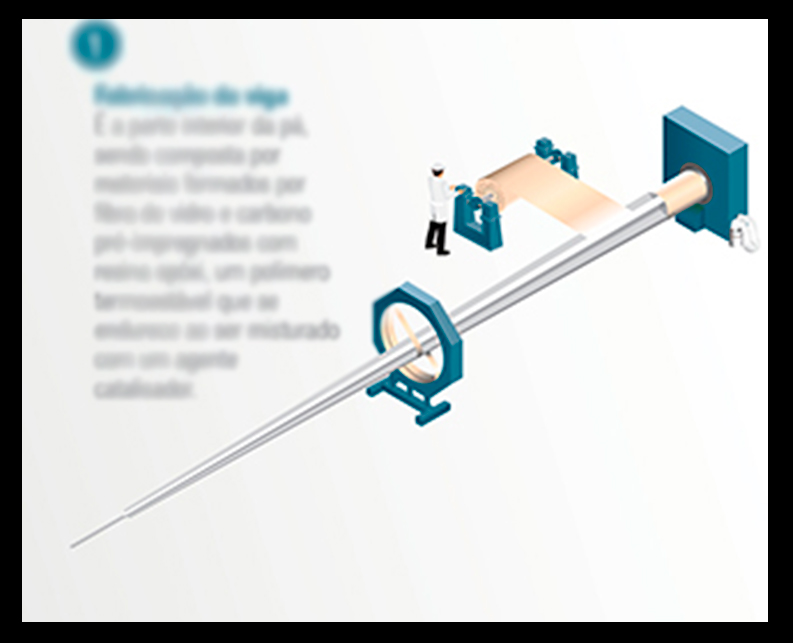 1
Fabricação da viga
É a parte interior da pá,
sendo composta por
materiais formados por
fibra de vidro e carbono
pré-impregnados com
resina epóxi, um polímero
termoestável que se
endurece ao ser misturado
com um agente
catalisador.